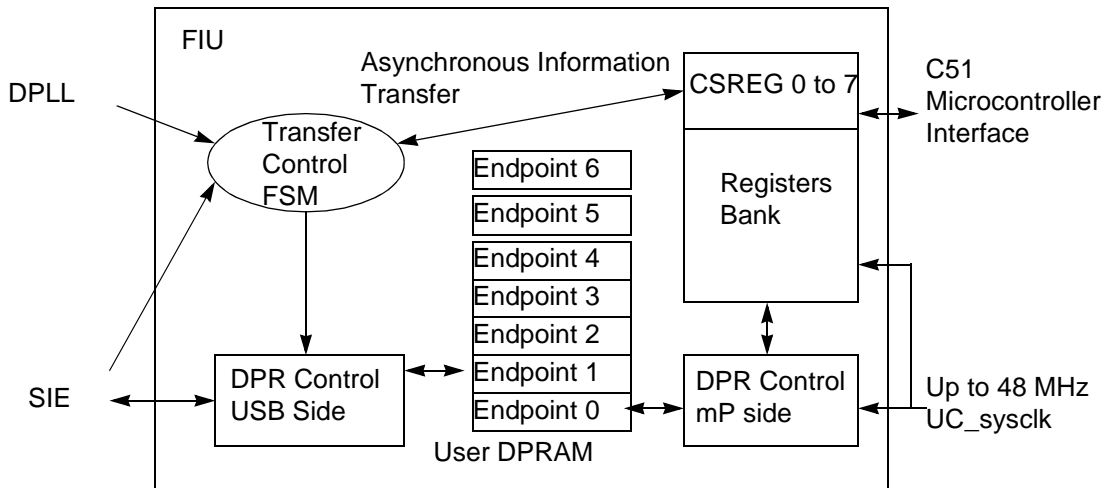 FIU
DPLL
Asynchronous Information
Transfer
CSREG 0 to 7
C51
Microcontroller
Interface
Transfer
Control
FSM
Endpoint 6
Endpoint 5
Endpoint 4
Endpoint 3
Endpoint 2
Endpoint 1
Endpoint 0
Registers
Bank
SIE
DPR Control
USB Side
User DPRAM
DPR Control
mP side
Up to 48 MHz
UC_sysclk